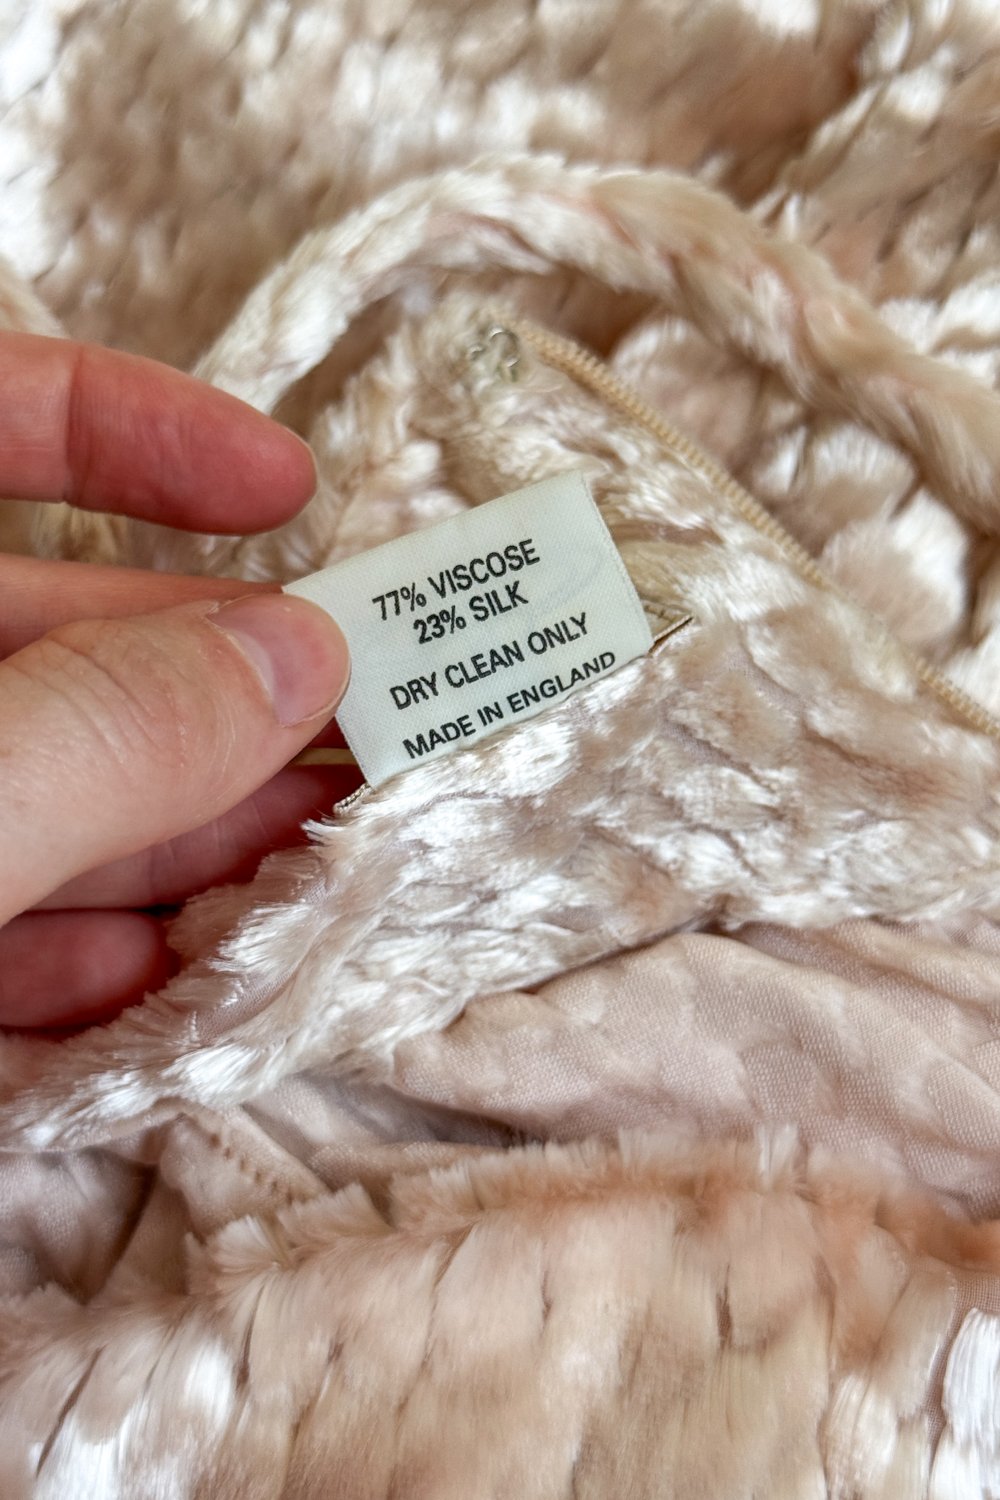 77% VISCOSE
23% SILK
DRY CLEAN ONLY
MADE IN ENGLAND